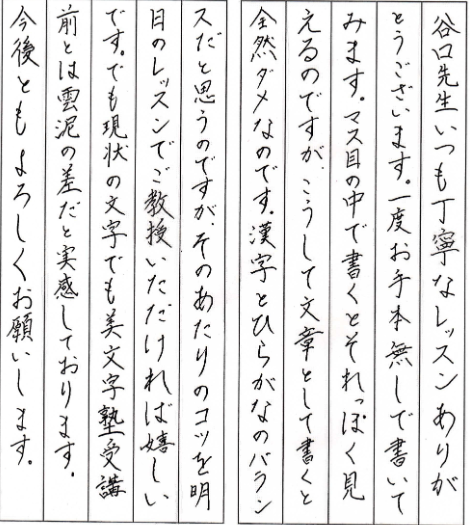 谷口先生いつも丁寧なレッスンありが
とうございます。一度お手本無しで書いて
みます。マス目の中で書くとそれっぽく見
えるのですが、こうして文章として書くと
全然ダメなのです。漢字とひらがなのバラン
スだと思うのですが、そのあたりのコツを明
日のレッスンでご教授いただければ嬉しい
です。でも現状の文字でも美文字塾受講
前とは雲泥の差だと実感しております。
今後ともよろしくお願いします。